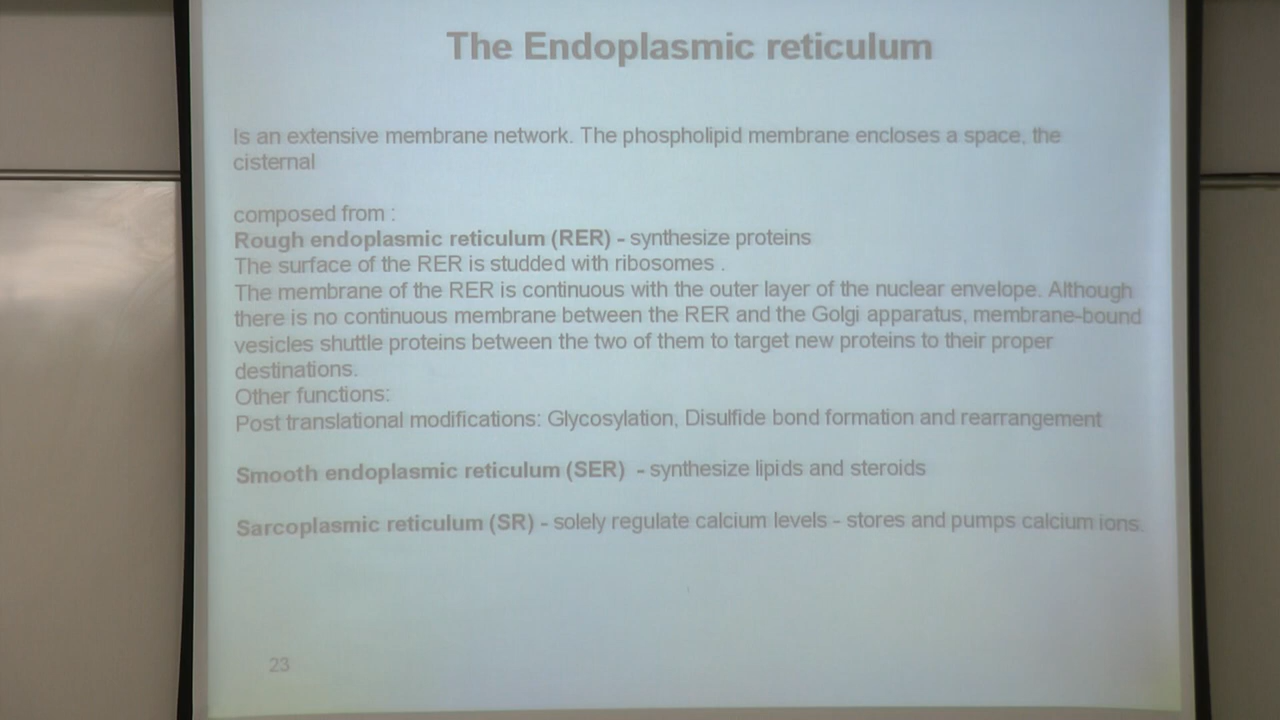 The Endoplasmic reticulum
Is an extensive membrane network. The phospholipid membrane encloses a space, the
cisternal
composed from :
Rough endoplasmic reticulum (RER) - synthesize proteins
The surface of the RER is studded with ribosomes .
The membrane of the RER is continuous with the outer layer of the nuclear envelope. Although
there is no continuous membrane between the RER and the Golgi apparatus, membrane-bound
vesicles shuttle proteins between the two of them to target new proteins to their proper
destinations.
Other functions:
Post translational modifications: Glycosylation, Disulfide bond formation and rearrangement
Smooth endoplasmic reticulum (SER) - synthesize lipids and steroids
Sarcoplasmic reticulum (SR) - solely regulate calcium levels - stores and pumps calcium ions.
23